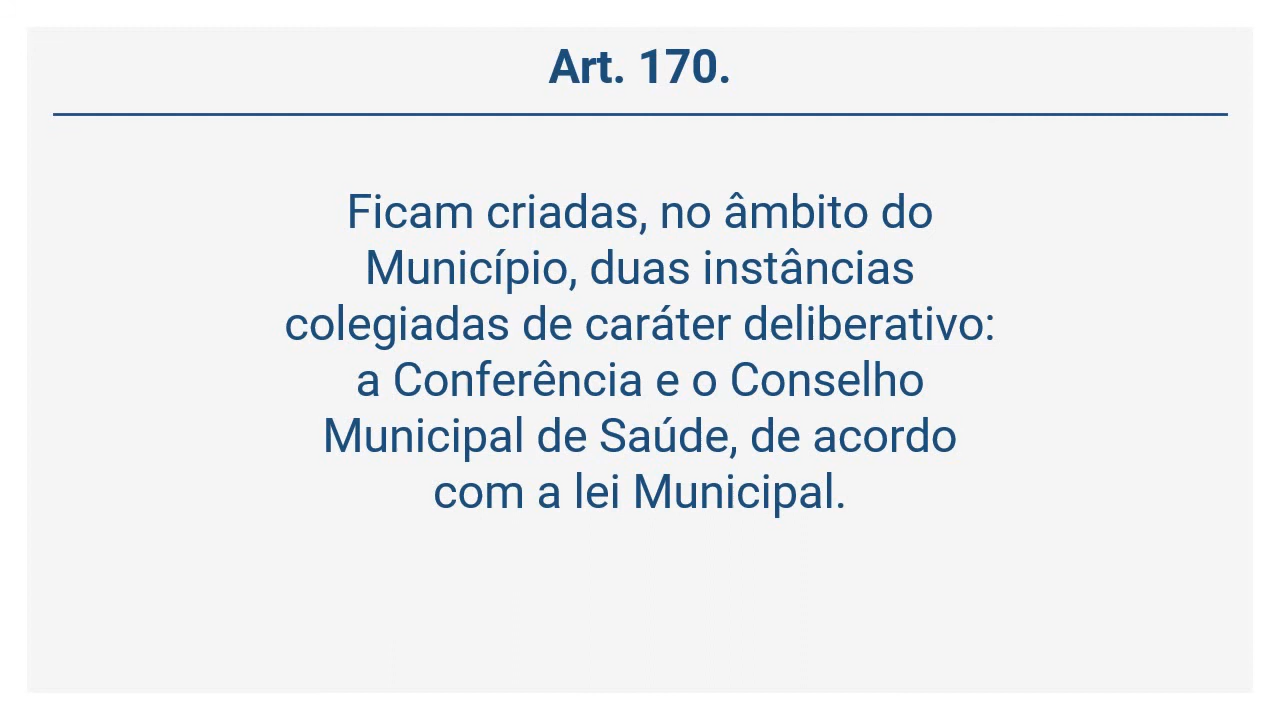 Art. 170.
Ficam criadas, no âmbito do
Município, duas instâncias
colegiadas de caráter deliberativo:
a Conferência e o Conselho
Municipal de Saúde, de acordo
com a lei Municipal.